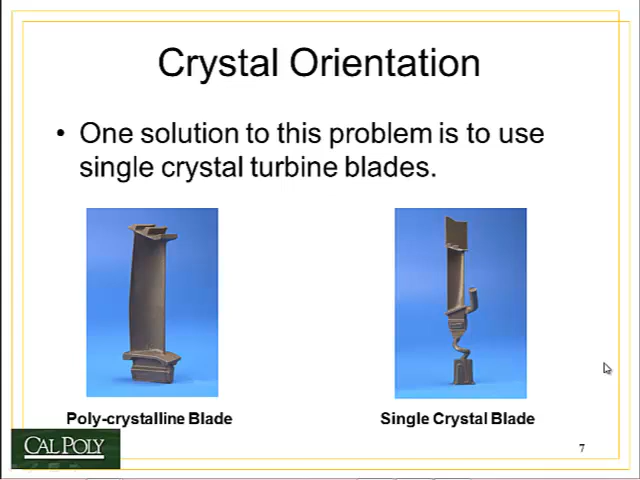 Crystal Orientation
• One solution to this problem is to use
single crystal turbine blades.
Poly-crystalline Blade
Single Crystal Blade
CAL POLY
7